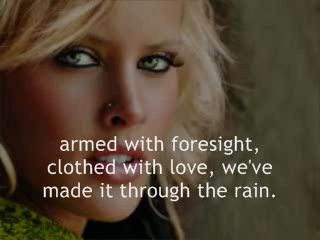 armed with foresight,
clothed with love, we've
made it through the rain.